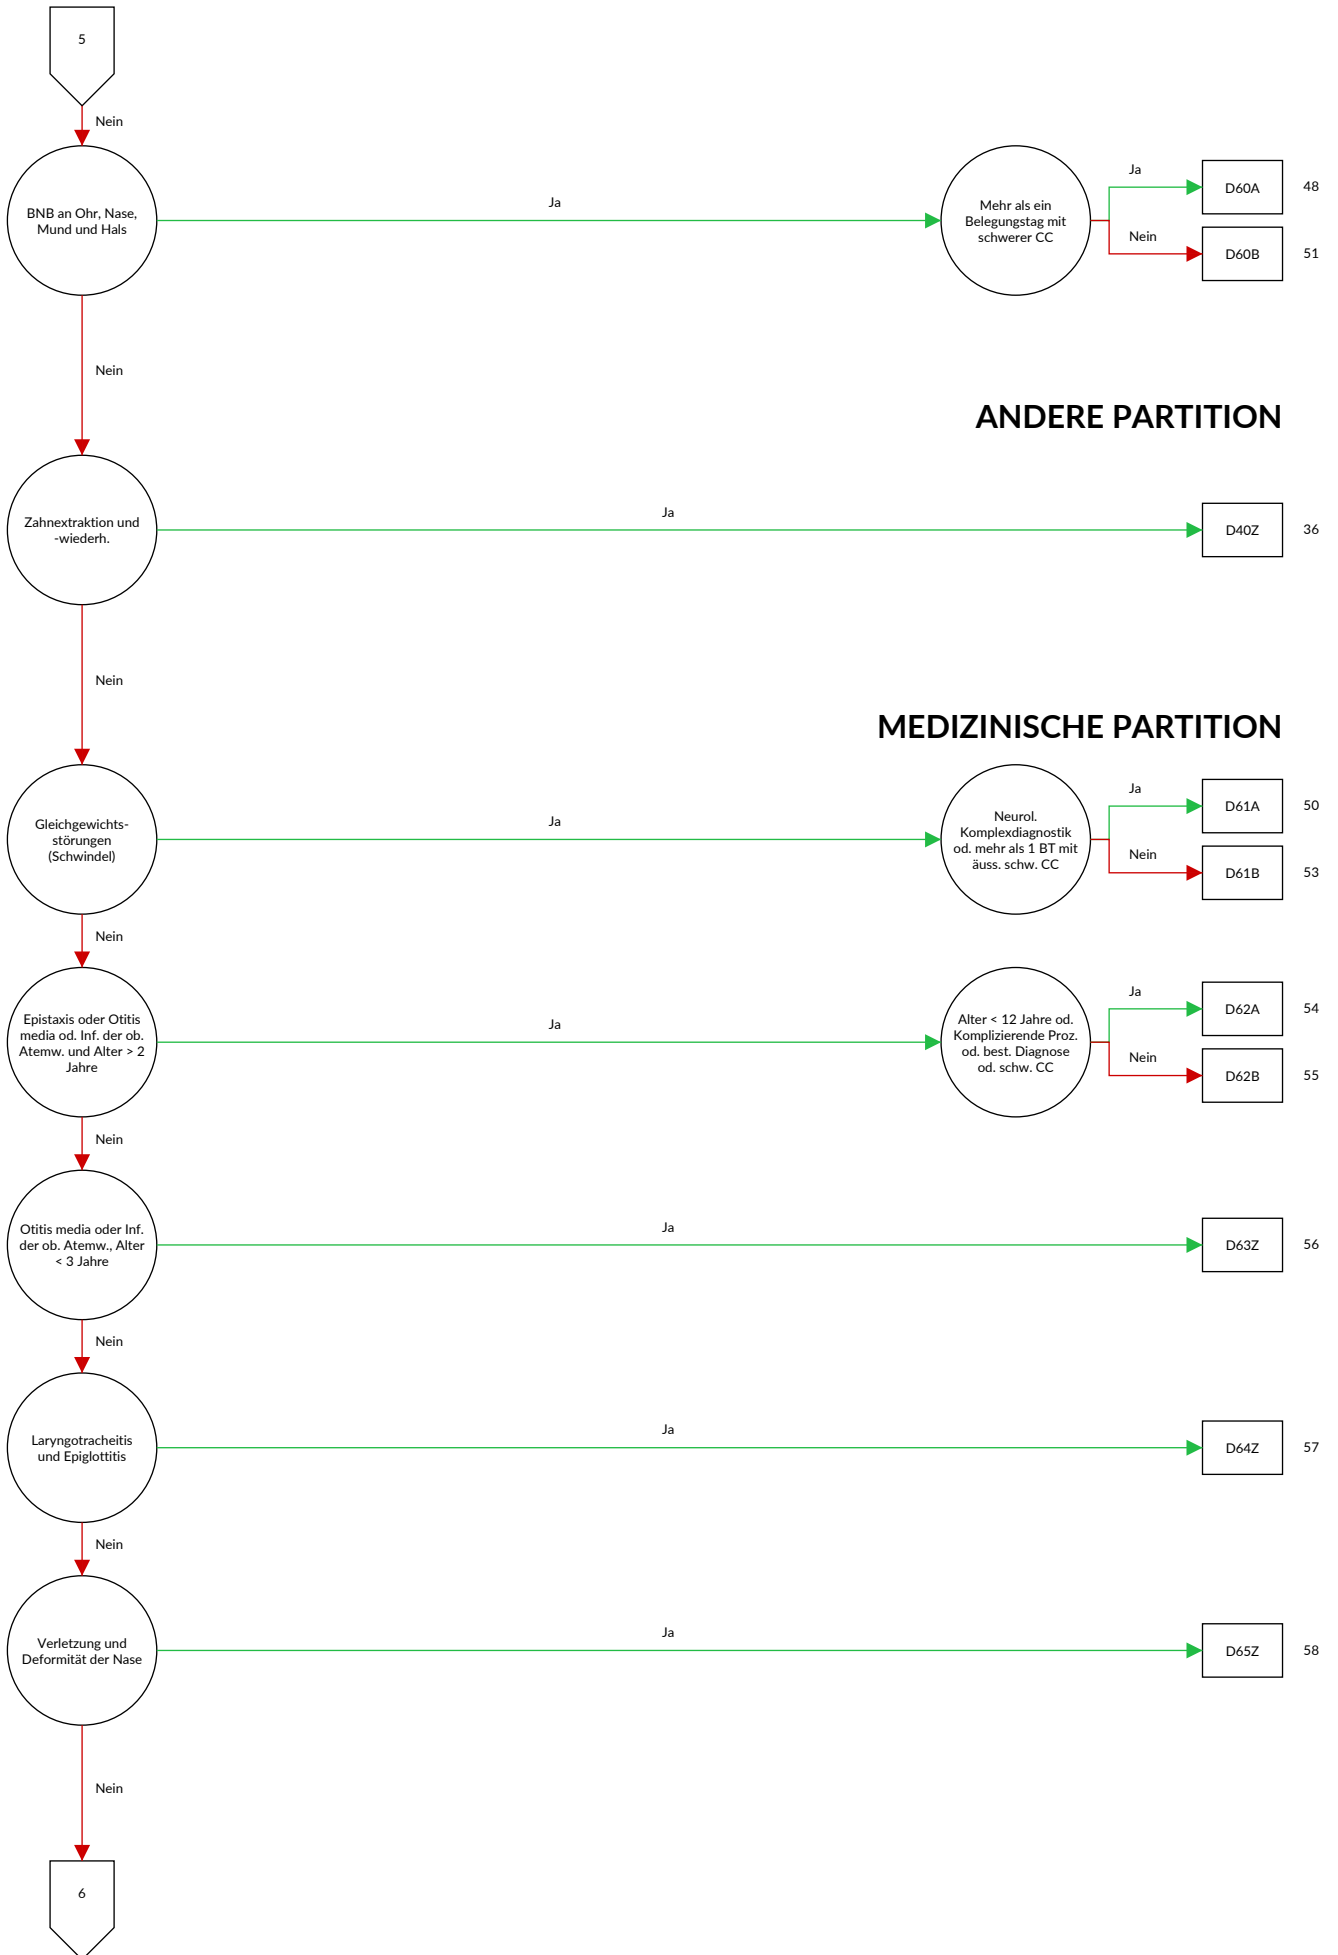 5
Nein
BNB an Ohr, Nase,
Mund und Hals
Ja
Mehr als ein
Belegungstag mit
schwerer CC
Ja
D60A
48
Nein
D60B
51
Nein
ANDERE PARTITION
Zahnextraktion und
-wiederh.
Ja
D40Z
36
Nein
MEDIZINISCHE PARTITION
Gleichgewichts-
störungen
(Schwindel)
Ja
Neurol.
Komplexdiagnostik
od. mehr als 1 BT mit
äuss. schw. CC
Ja
D61A
50
Nein
D61B
53
Nein
Epistaxis oder Otitis
media od. Inf. der ob.
Atemw. und Alter > 2
Jahre
Ja
Alter < 12 Jahre od.
Komplizierende Proz.
od. best. Diagnose
od. schw. CC
Ja
D62A
54
Nein
D62B
55
Nein
Otitis media oder Inf.
der ob. Atemw., Alter
< 3 Jahre
Ja
D63Z
56
Nein
Laryngotracheitis
und Epiglottitis
Ja
D64Z
57
Nein
Verletzung und
Deformität der Nase
Ja
D65Z
58
Nein
6